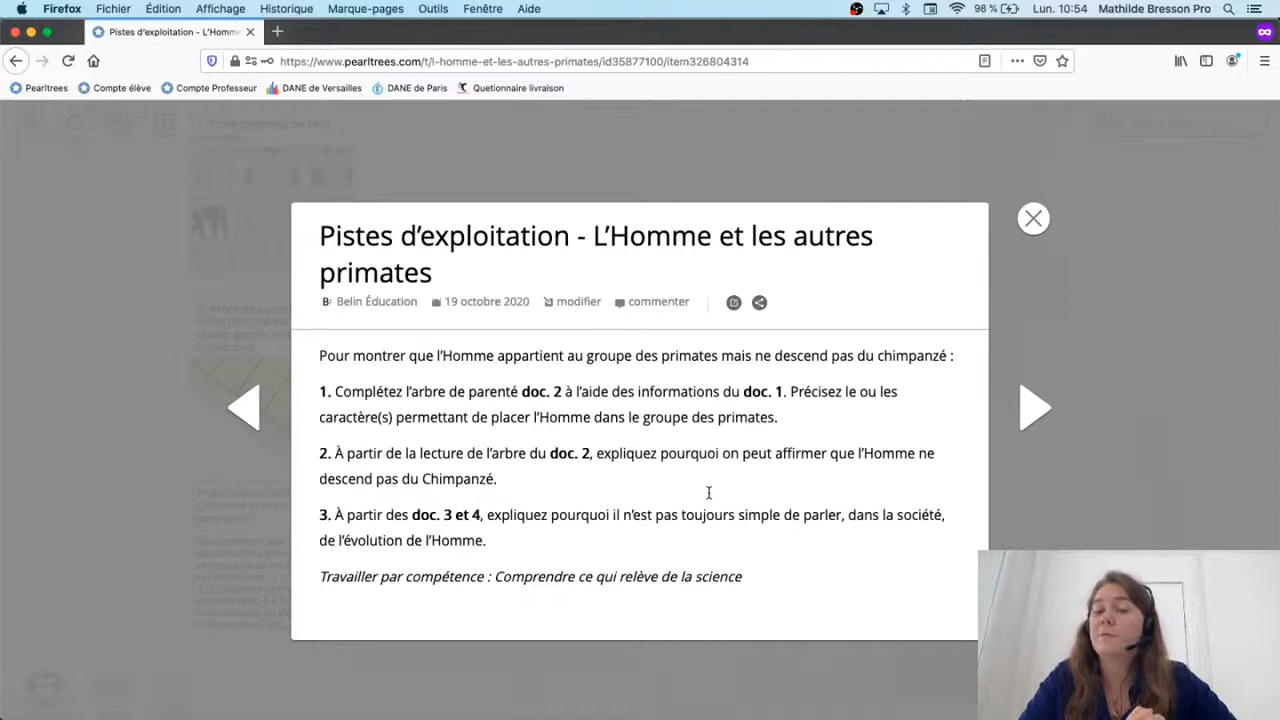 Firefox Fichier Édition Affichage Historique Marque-pages Outils Fenêtre Aide 98 % Lun. 10:54 Mathilde Bresson Pro
Pistes d'exploitation - L'Homme
https://www.pearltrees.com/t/l-homme-et-les-autres-primates/id35877100/item326804314
Pearltrees Compte élève Compte Professeur DANE de Versailles DANE de Paris Quetionnaire livraison
Pistes d'exploitation - L'Homme et les autres
primates
Belin Éducation 19 octobre 2020 modifier commenter
Pour montrer que l'Homme appartient au groupe des primates mais ne descend pas du chimpanzé :
1. Complétez l'arbre de parenté doc. 2 à l'aide des informations du doc. 1. Précisez le ou les
caractère(s) permettant de placer l'Homme dans le groupe des primates.
2. À partir de la lecture de l'arbre du doc. 2, expliquez pourquoi on peut affirmer que l'Homme ne
descend pas du Chimpanzé.
3. À partir des doc. 3 et 4, expliquez pourquoi il n'est pas toujours simple de parler, dans la société,
de l'évolution de l'Homme.
Travailler par compétence : Comprendre ce qui relève de la science